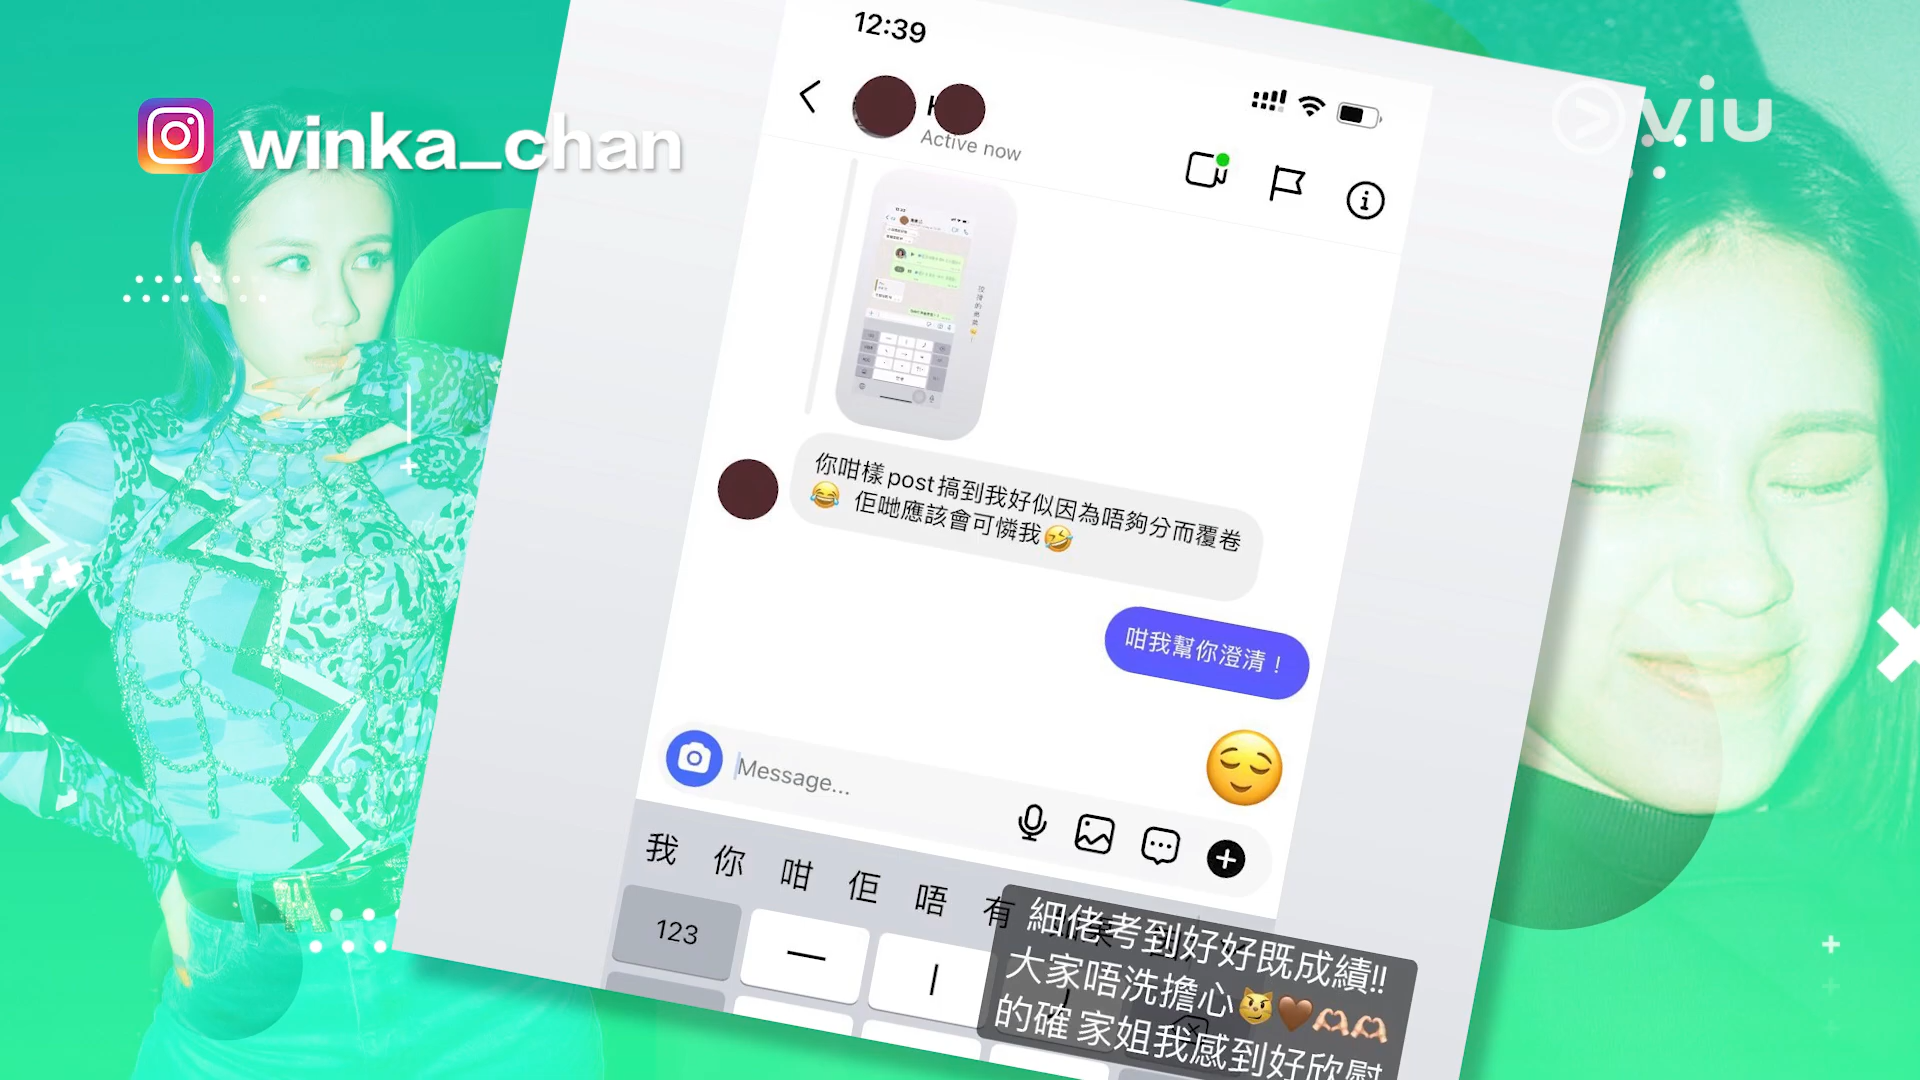 12:39
winka_chan
viu
Active now
你咁樣post搞到我好似因為唔夠分而覆卷
😂 佢哋應該會可憐我🤣
咁我幫你澄清！
😌
Message...
我 你 咁 佢 唔 有
123
細佬考到好好既成績!!
大家唔洗擔心😼🤎🫶🏻🫶🏻
的確 家姐我感到好欣慰